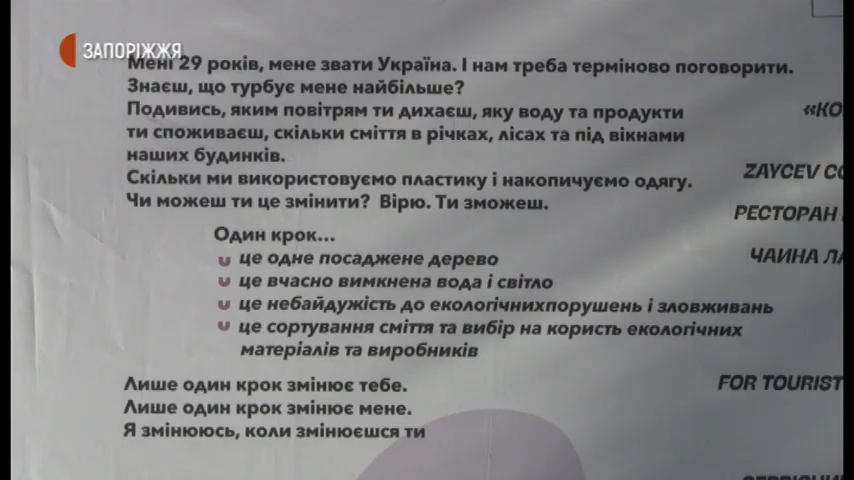 ЗАПОРІЖЖЯ
Мені 29 років, мене звати Україна. І нам треба терміново поговорити.
Знаєш, що турбує мене найбільше?
Подивись, яким повітрям ти дихаєш, яку воду та продукти
ти споживаєш, скільки сміття в річках, лісах та під вікнами
наших будинків.
Скільки ми використовуємо пластику і накопичуємо одягу.
Чи можеш ти це змінити? Вірю. Ти зможеш.
Один крок...
це одне посаджене дерево
це вчасно вимкнена вода і світло
це небайдужість до екологічнихпорушень і зловживань
це сортування сміття та вибір на користь екологічних
матеріалів та виробників
Лише один крок змінює тебе.
Лише один крок змінює мене.
Я змінююсь, коли змінюєшся ти
«КО
ZAYCEV CO
РЕСТОРАН
ЧАЙНА ЛА
FOR TOURIST